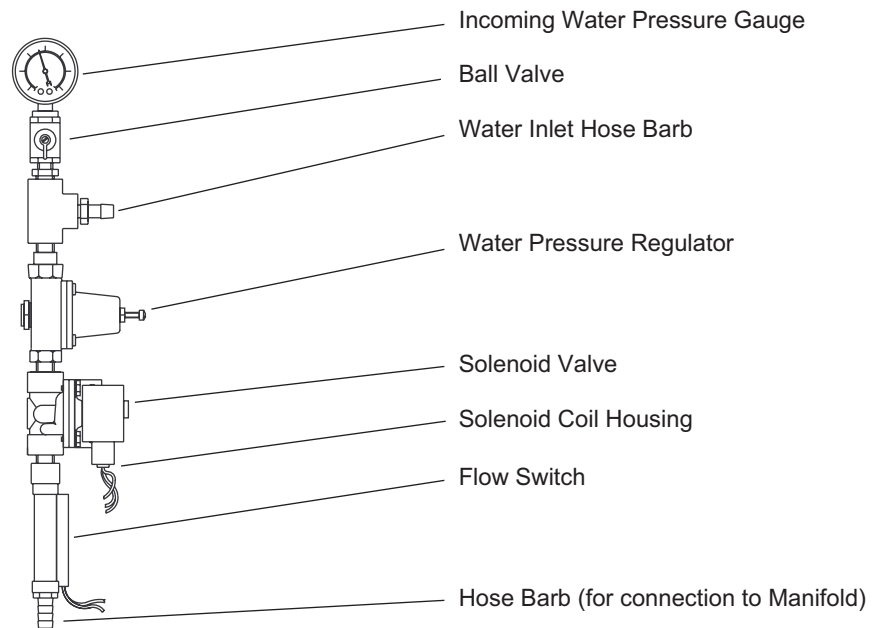 Incoming Water Pressure Gauge
Ball Valve
Water Inlet Hose Barb
Water Pressure Regulator
Solenoid Valve
Solenoid Coil Housing
Flow Switch
Hose Barb (for connection to Manifold)